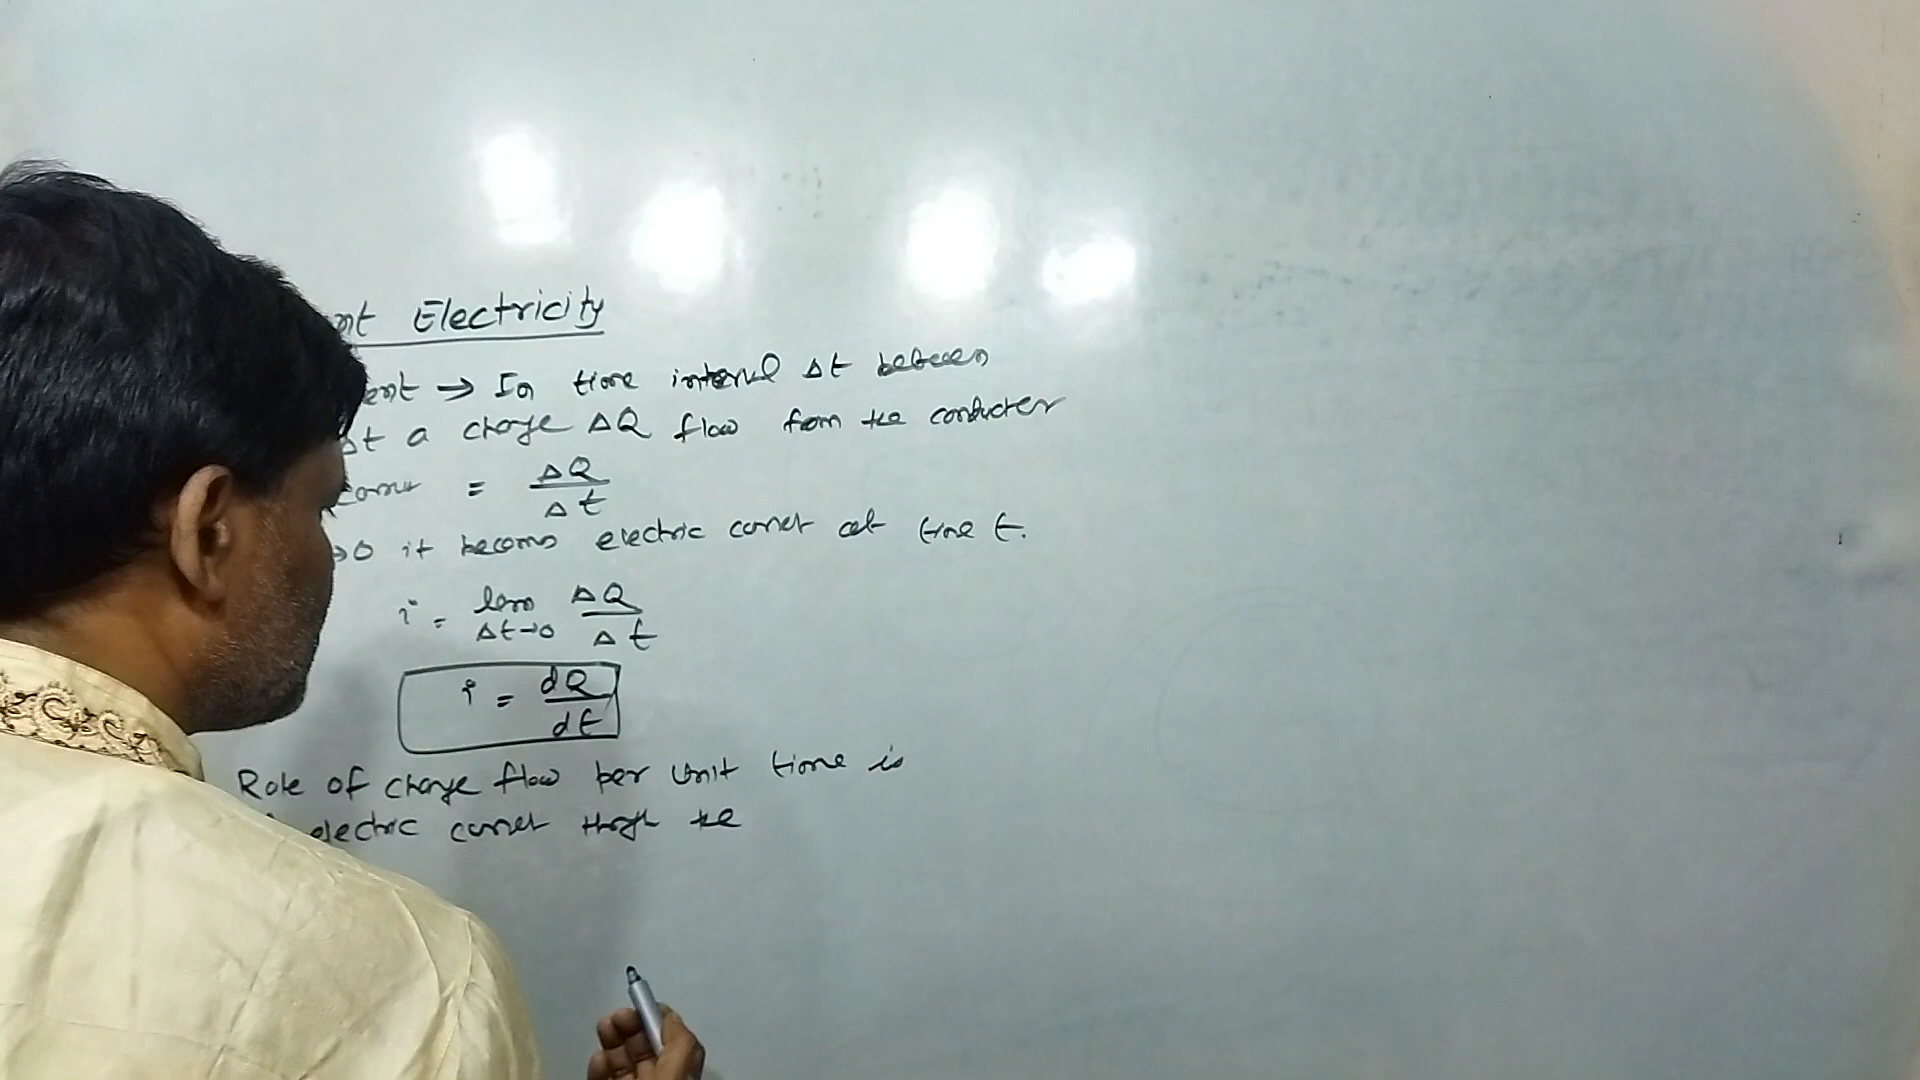 nt Electricity
ent → In time interval Δt between
Δt a charge ΔQ flow from the conductor
= ΔQ/Δt
→0 it becoms electric current at time t.
i = lim Δt→0 ΔQ/Δt
i = dQ/dt
Rate of charge flow per unit time is
electric current through the